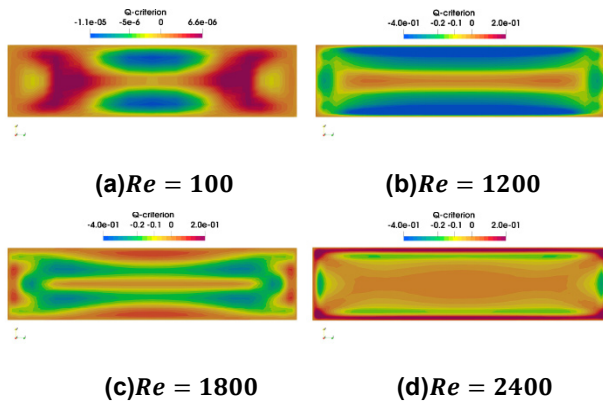 Q-criterion
-1.1e-05 -5e-6 6.6e-06
Q-criterion
-4.0e-01 -0.2 -0.1 0 2.0e-01
(a)Re = 100
(b)Re = 1200
Q-criterion
-4.0e-01 -0.2 -0.1 0 2.0e-01
Q-criterion
-4.0e-01 -0.2 -0.1 0 2.0e-01
(c)Re = 1800
(d)Re = 2400